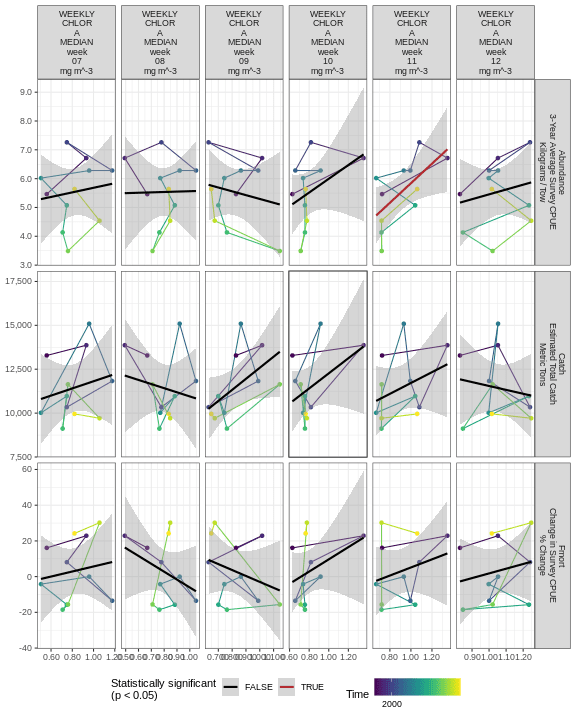 WEEKLY CHLOR A MEDIAN week 07 mg m^-3
WEEKLY CHLOR A MEDIAN week 08 mg m^-3
WEEKLY CHLOR A MEDIAN week 09 mg m^-3
WEEKLY CHLOR A MEDIAN week 10 mg m^-3
WEEKLY CHLOR A MEDIAN week 11 mg m^-3
WEEKLY CHLOR A MEDIAN week 12 mg m^-3
9.0
8.0
7.0
6.0
5.0
4.0
3.0
Abundance
3-Year Average Survey CPUE
Kilograms / Tow
17,500
15,000
12,500
10,000
7,500
Catch
Estimated Total Catch
Metric Tons
60
40
20
0
-20
-40
Fmort
Change in Survey CPUE
% Change
0.60 0.80 1.00 1.20
0.80 1.00 1.20
0.80 1.00 1.20
Statistically significant
(p < 0.05)
FALSE
TRUE
Time
2000